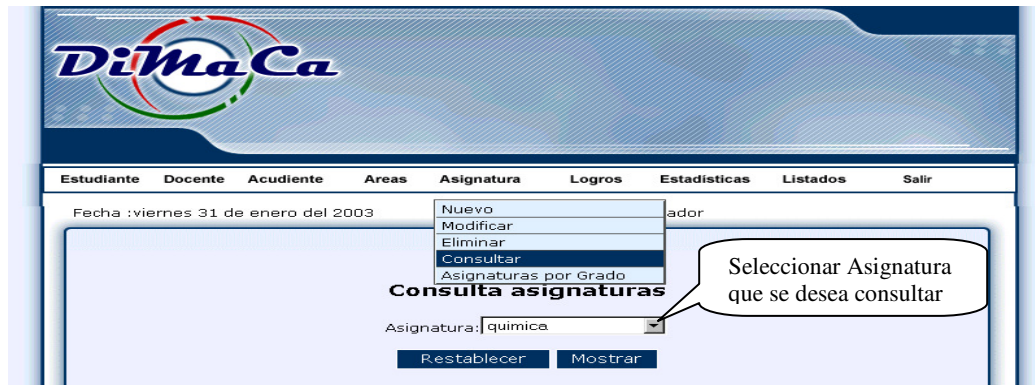 DiMaCa
Estudiante Docente Acudiente Areas Asignatura Logros Estadísticas Listados Salir
Fecha :viernes 31 de enero del 2003 ador
Nuevo
Modificar
Eliminar
Consultar
Asignaturas por Grado
Consulta asignaturas
Seleccionar Asignatura
que se desea consultar
Asignatura: quimica
Restablecer Mostrar